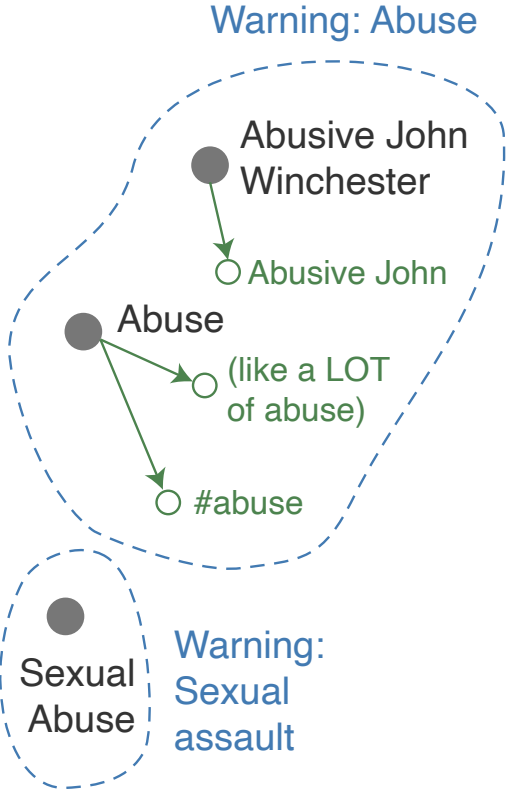 Warning: Abuse
Abusive John
Winchester
Abusive John
Abuse
(like a LOT
of abuse)
#abuse
Sexual
Abuse
Warning:
Sexual
assault